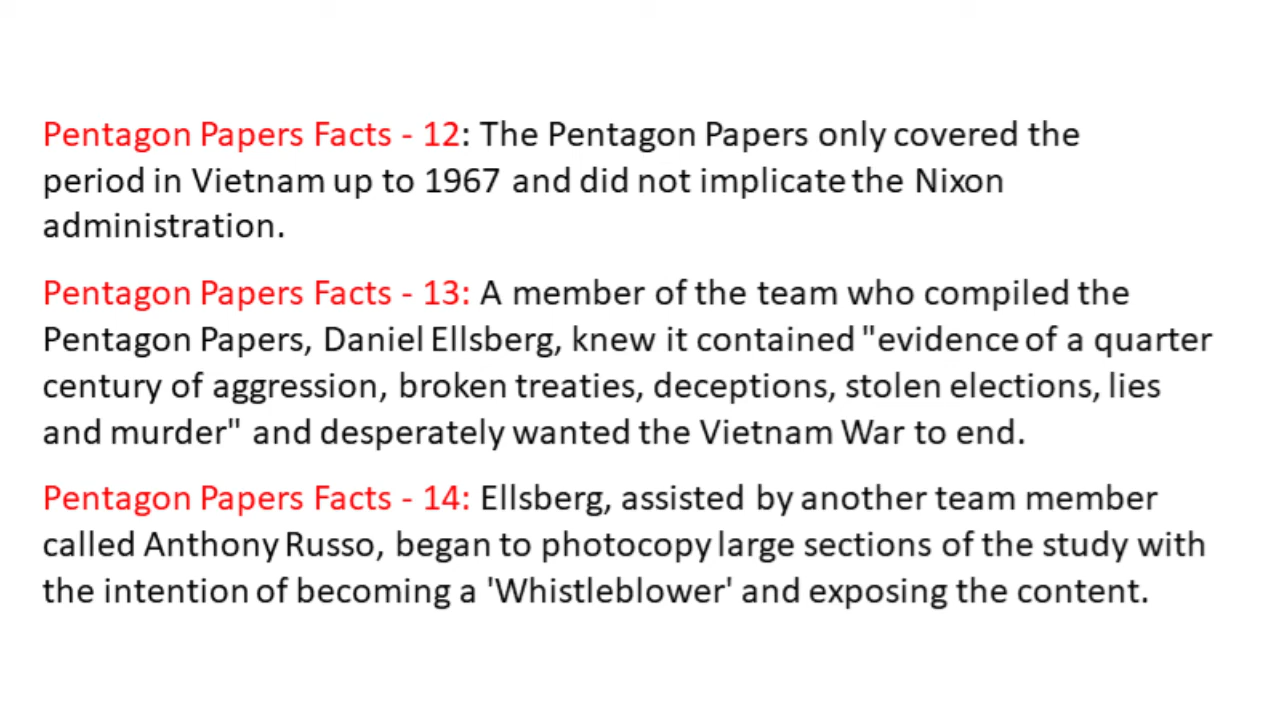 Pentagon Papers Facts - 12: The Pentagon Papers only covered the
period in Vietnam up to 1967 and did not implicate the Nixon
administration.
Pentagon Papers Facts - 13: A member of the team who compiled the
Pentagon Papers, Daniel Ellsberg, knew it contained "evidence of a quarter
century of aggression, broken treaties, deceptions, stolen elections, lies
and murder" and desperately wanted the Vietnam War to end.
Pentagon Papers Facts - 14: Ellsberg, assisted by another team member
called Anthony Russo, began to photocopy large sections of the study with
the intention of becoming a 'Whistleblower' and exposing the content.